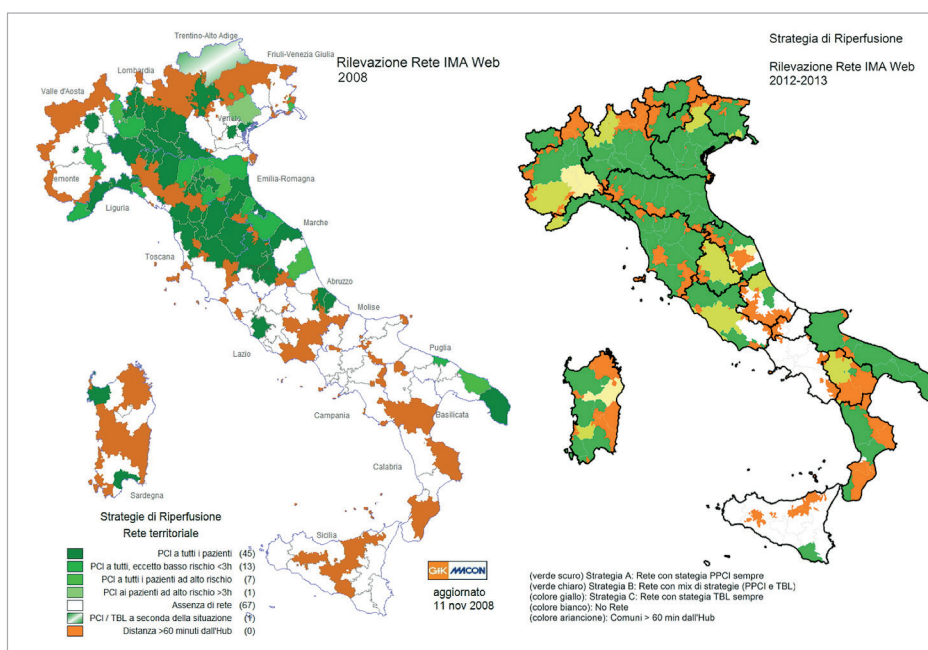 Trentino-Alto Adige
Friuli-Venezia Giulia
Lombardia
Valle d'Aosta
Veneto
Piemonte
Emilia-Romagna
Liguria
Marche
Toscana
Abruzzo
Molise
Lazio
Puglia
Campania
Basilicata
Calabria
Sardegna
Sicilia
Rilevazione Rete IMA Web
2008
Strategie di Riperfusione
Rete territoriale
PCI a tutti i pazienti (45)
PCI a tutti, eccetto basso rischio <3h (13)
PCI a tutti i pazienti ad alto rischio (7)
PCI ai pazienti ad alto rischio >3h (1)
Assenza di rete (67)
PCI / TBL a seconda della situazione (1)
Distanza >60 minuti dall'Hub (0)
GfK
aggiornato
11 nov 2008
Strategia di Riperfusione
Rilevazione Rete IMA Web
2012-2013
(verde scuro) Strategia A: Rete con stategia PPCI sempre
(verde chiaro) Strategia B: Rete con mix di strategie (PPCI e TBL)
(colore giallo): Strategia C: Rete con stategia TBL sempre
(colore bianco): No Rete
(colore ariancione): Comuni > 60 min dall'Hub